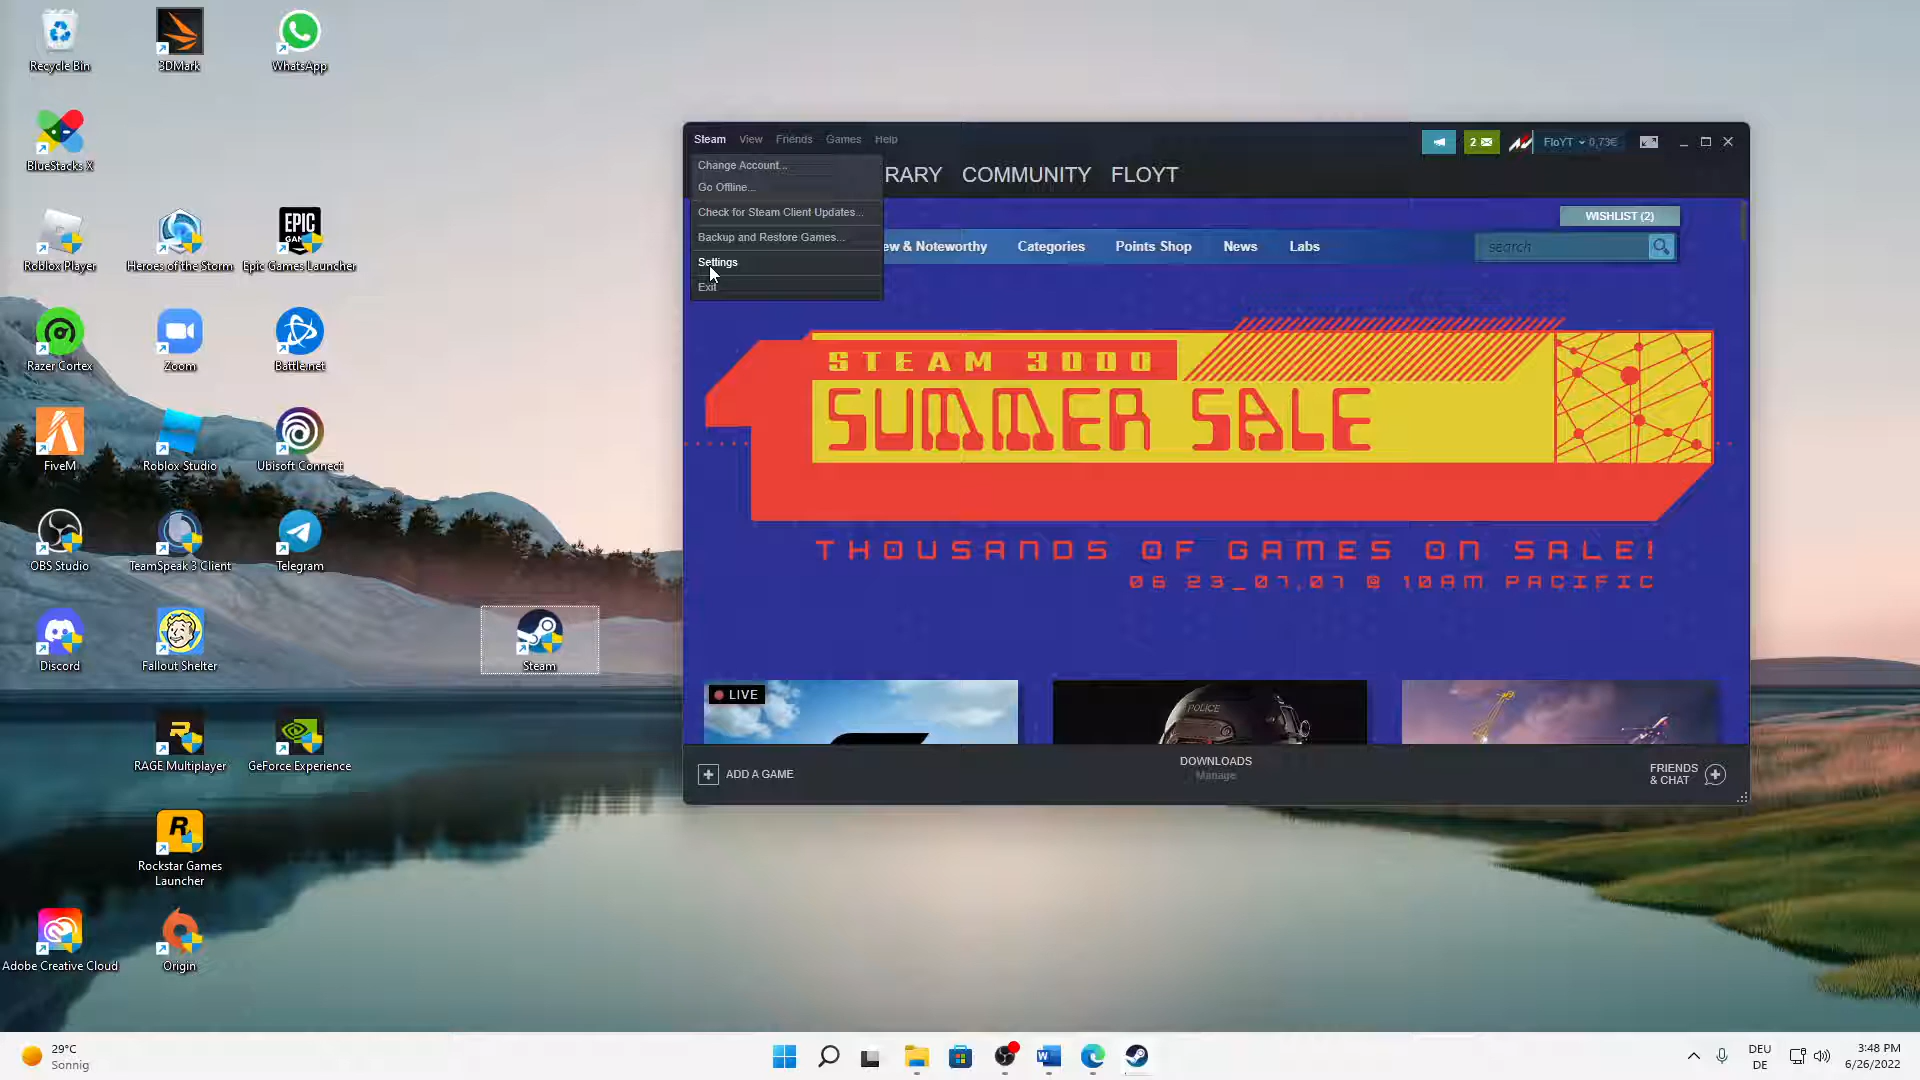 Recycle Bin
3DMark
WhatsApp
BlueStacks X
Roblox Player
Heroes of the Storm
EPIC
GAMES
Epic Games Launcher
Razer Cortex
Zoom
Battle.net
FiveM
Roblox Studio
Ubisoft Connect
OBS Studio
TeamSpeak 3 Client
Telegram
Discord
Fallout Shelter
Steam
RAGE Multiplayer
GeForce Experience
Rockstar Games
Launcher
Adobe Creative Cloud
Origin
Steam View Friends Games Help
2
FloYT 0,73€
Change Account...
Go Offline...
Check for Steam Client Updates...
Backup and Restore Games...
Settings
Exit
RARY COMMUNITY FLOYT
WISHLIST (2)
ew & Noteworthy Categories Points Shop News Labs
search
STEAM 3000
SUMMER SALE
THOUSANDS OF GAMES ON SALE!
06 23_07.07 @ 10AM PACIFIC
LIVE
POLICE
ADD A GAME
DOWNLOADS
Manage
FRIENDS
& CHAT
29°C
Sonnig
DEU
DE
3:48 PM
6/26/2022